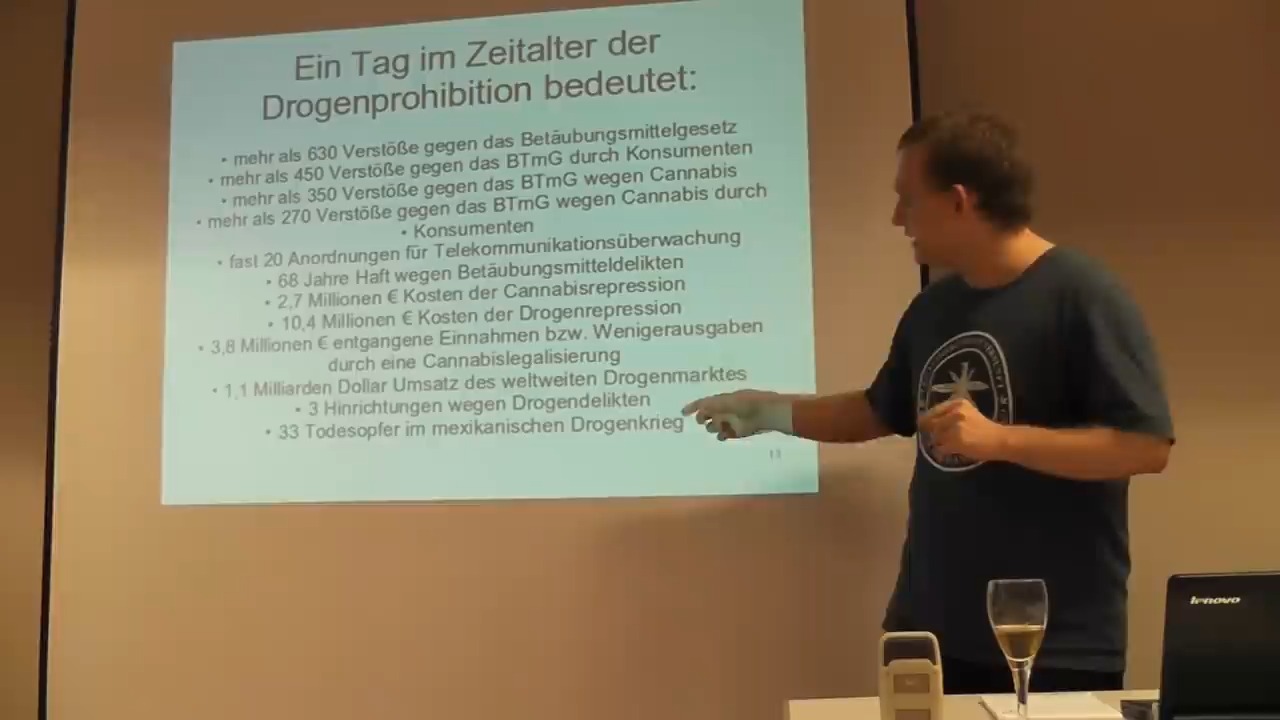 Ein Tag im Zeitalter der
Drogenprohibition bedeutet:
• mehr als 630 Verstöße gegen das Betäubungsmittelgesetz
• mehr als 450 Verstöße gegen das BTmG durch Konsumenten
• mehr als 350 Verstöße gegen das BTmG wegen Cannabis
• mehr als 270 Verstöße gegen das BTmG wegen Cannabis durch
• Konsumenten
• fast 20 Anordnungen für Telekommunikationsüberwachung
• 68 Jahre Haft wegen Betäubungsmitteldelikten
• 2,7 Millionen € Kosten der Cannabisrepression
• 10,4 Millionen € Kosten der Drogenrepression
• 3,8 Millionen € entgangene Einnahmen bzw. Wenigerausgaben
durch eine Cannabislegalisierung
• 1,1 Milliarden Dollar Umsatz des weltweiten Drogenmarktes
• 3 Hinrichtungen wegen Drogendelikten
• 33 Todesopfer im mexikanischen Drogenkrieg
lenovo